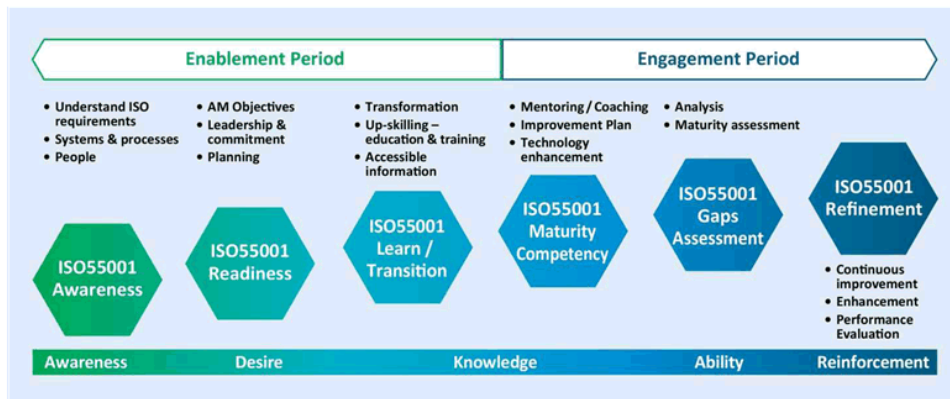 Enablement Period
Engagement Period
• Understand ISO
requirements
• Systems & processes
• People
• AM Objectives
• Leadership &
commitment
• Planning
• Transformation
• Up-skilling –
education & training
• Accessible
information
• Mentoring / Coaching
• Improvement Plan
• Technology
enhancement
• Analysis
• Maturity assessment
ISO55001
Awareness
ISO55001
Readiness
ISO55001
Learn /
Transition
ISO55001
Maturity
Competency
ISO55001
Gaps
Assessment
ISO55001
Refinement
• Continuous
improvement
• Enhancement
• Performance
Evaluation
Awareness
Desire
Knowledge
Ability
Reinforcement